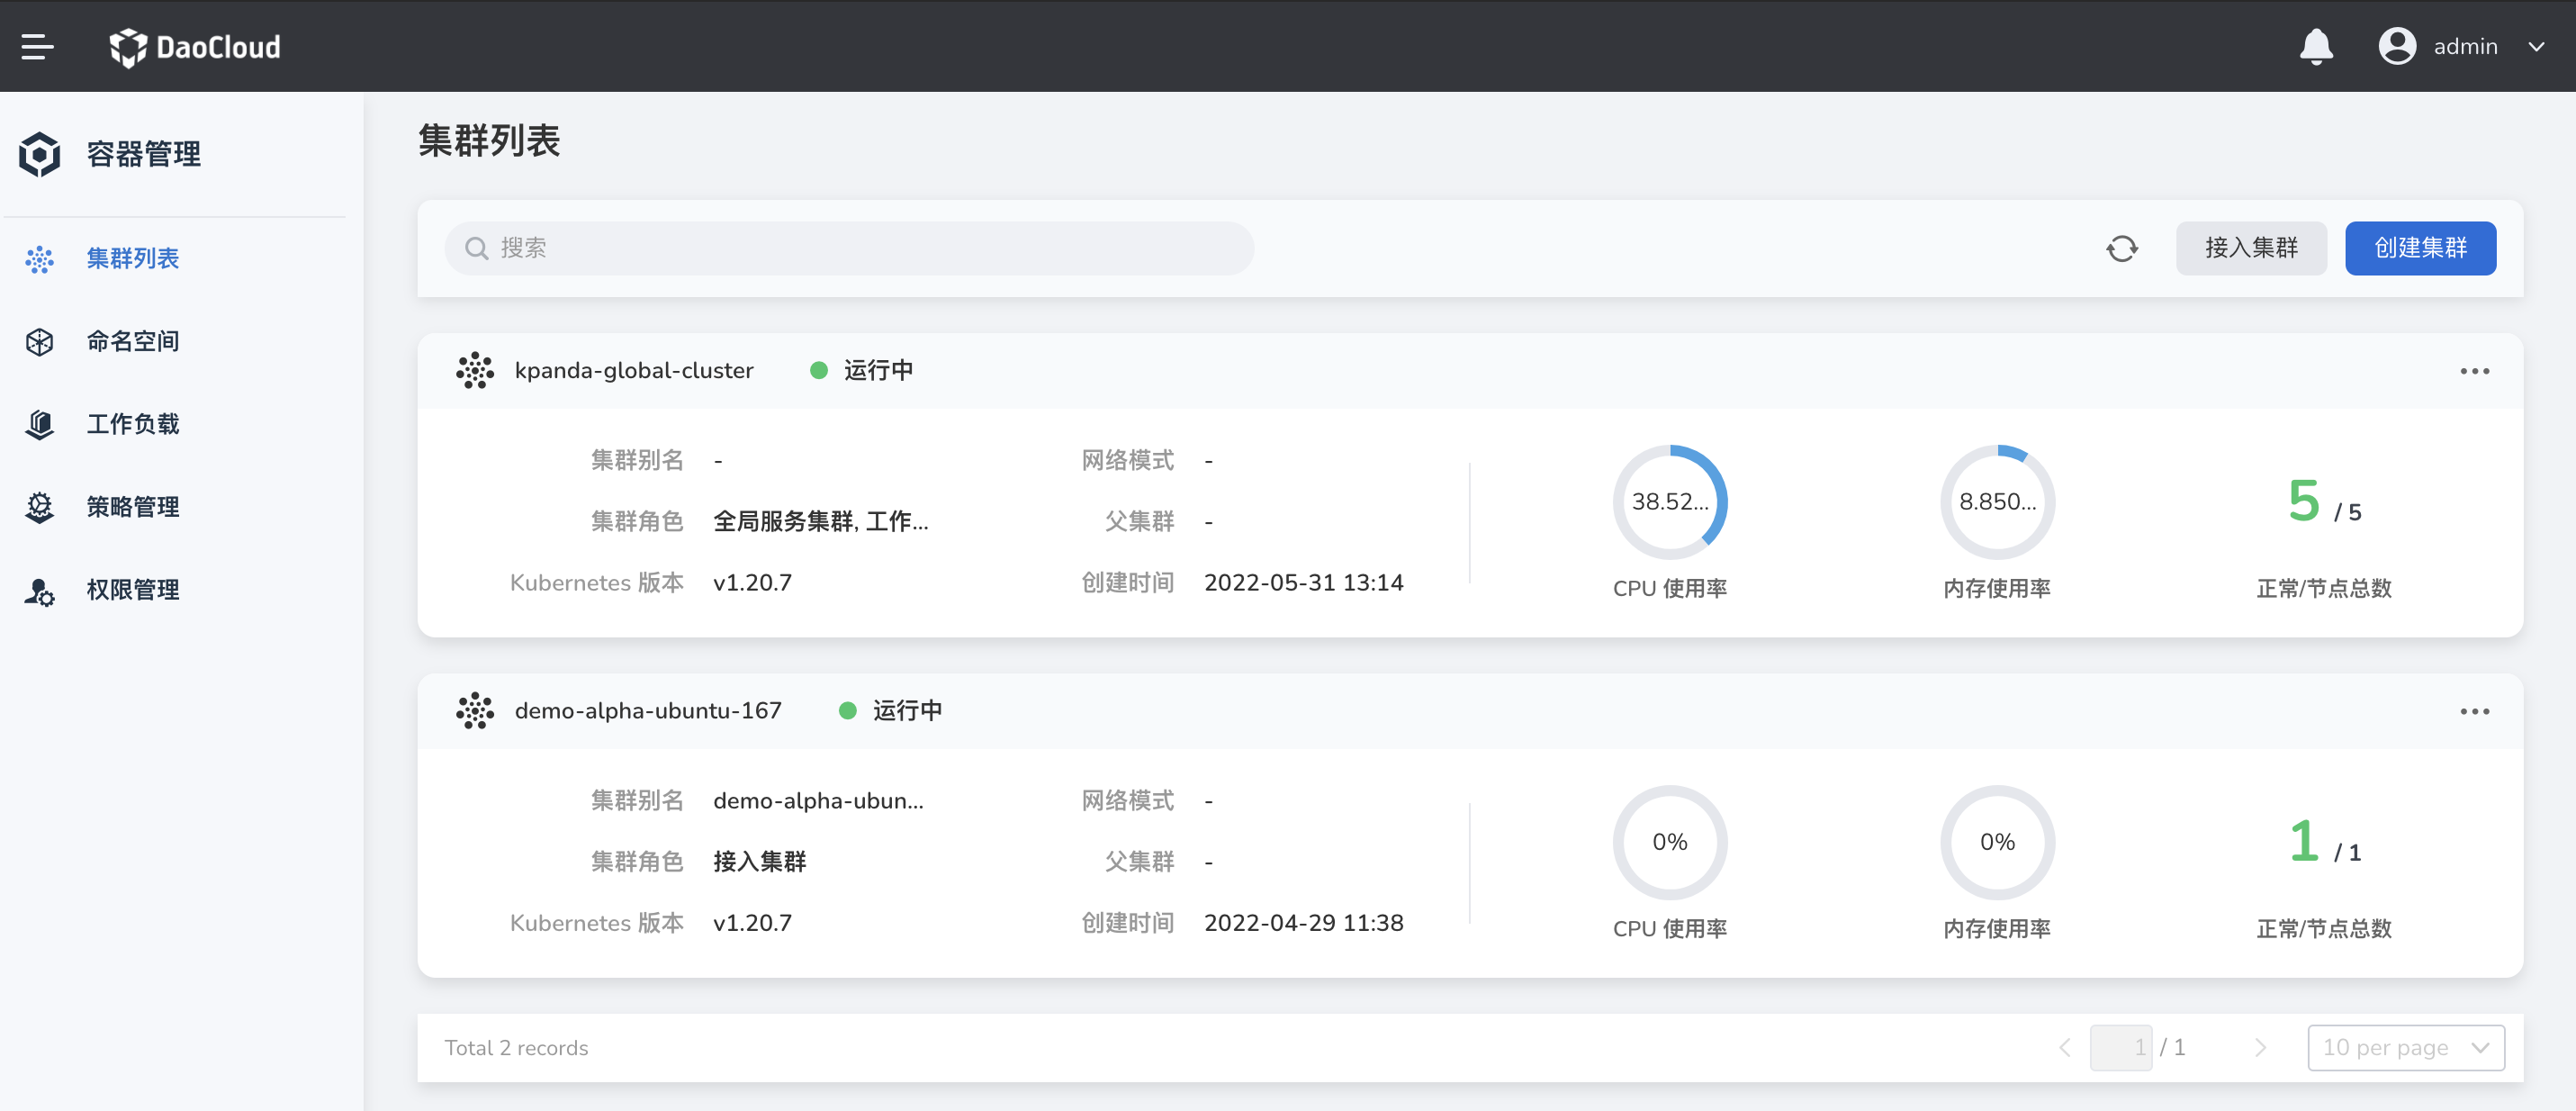 DaoCloud
admin
容器管理
集群列表
命名空间
工作负载
策略管理
权限管理
集群列表
搜索
接入集群
创建集群
kpanda-global-cluster 运行中
集群别名 - 网络模式 -
集群角色 全局服务集群, 工作... 父集群 -
Kubernetes 版本 v1.20.7 创建时间 2022-05-31 13:14
38.52...
CPU 使用率
8.850...
内存使用率
5 / 5
正常/节点总数
demo-alpha-ubuntu-167 运行中
集群别名 demo-alpha-ubun... 网络模式 -
集群角色 接入集群 父集群 -
Kubernetes 版本 v1.20.7 创建时间 2022-04-29 11:38
0%
CPU 使用率
0%
内存使用率
1 / 1
正常/节点总数
Total 2 records
1 / 1
10 per page